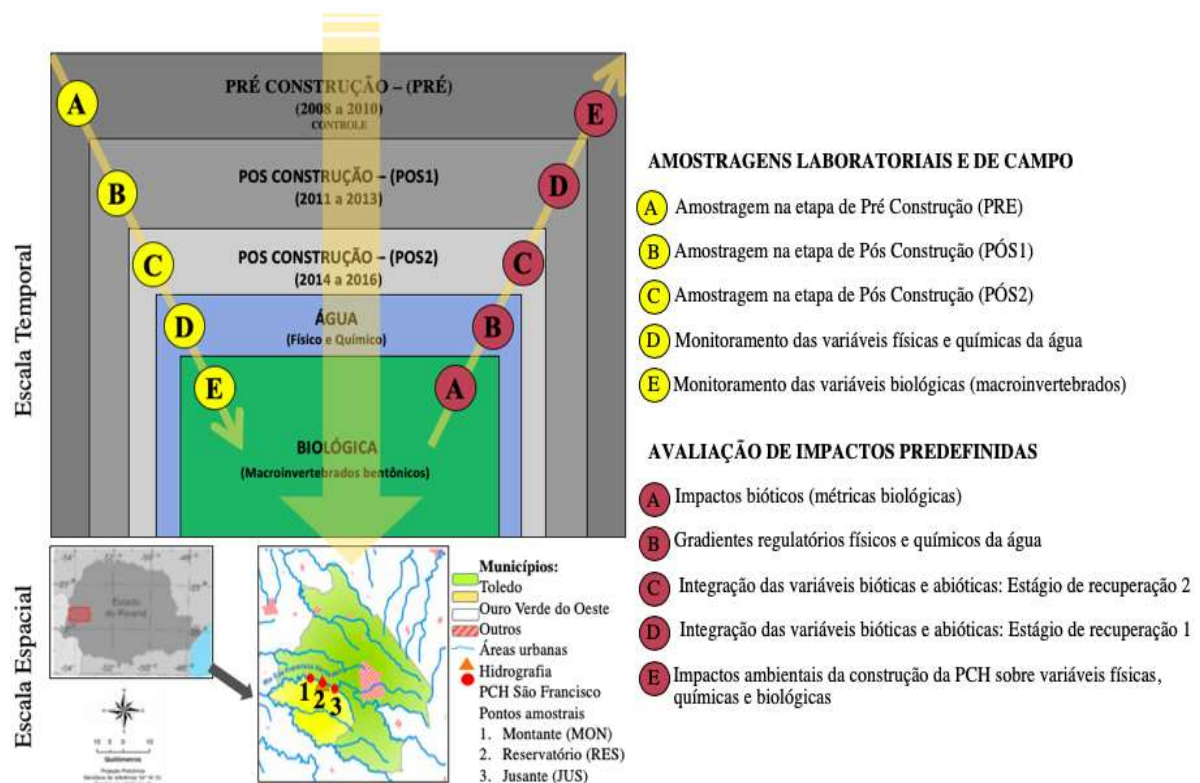 PRÉ CONSTRUÇÃO – (PRÉ)
(2008 a 2010)
CONTROLE
POS CONSTRUÇÃO – (POS1)
(2011 a 2013)
POS CONSTRUÇÃO – (POS2)
(2014 a 2016)
ÁGUA
(Físico e Químico)
BIOLÓGICA
(Macroinvertebrados bentônicos)
A
B
C
D
E
E
D
C
B
A
Escala Temporal
Escala Espacial
AMOSTRAGENS LABORATORIAIS E DE CAMPO
A Amostragem na etapa de Pré Construção (PRE)
B Amostragem na etapa de Pós Construção (PÓS1)
C Amostragem na etapa de Pós Construção (PÓS2)
D Monitoramento das variáveis físicas e químicas da água
E Monitoramento das variáveis biológicas (macroinvertebrados)
AVALIAÇÃO DE IMPACTOS PREDEFINIDAS
A Impactos bióticos (métricas biológicas)
B Gradientes regulatórios físicos e químicos da água
C Integração das variáveis bióticas e abióticas: Estágio de recuperação 2
D Integração das variáveis bióticas e abióticas: Estágio de recuperação 1
E Impactos ambientais da construção da PCH sobre variáveis físicas,
químicas e biológicas
Estado
do Paraná
Quilômetros
1 2 3
Municípios:
Toledo
Ouro Verde do Oeste
Outros
Áreas urbanas
Hidrografia
PCH São Francisco
Pontos amostrais
1. Montante (MON)
2. Reservatório (RES)
3. Jusante (JUS)